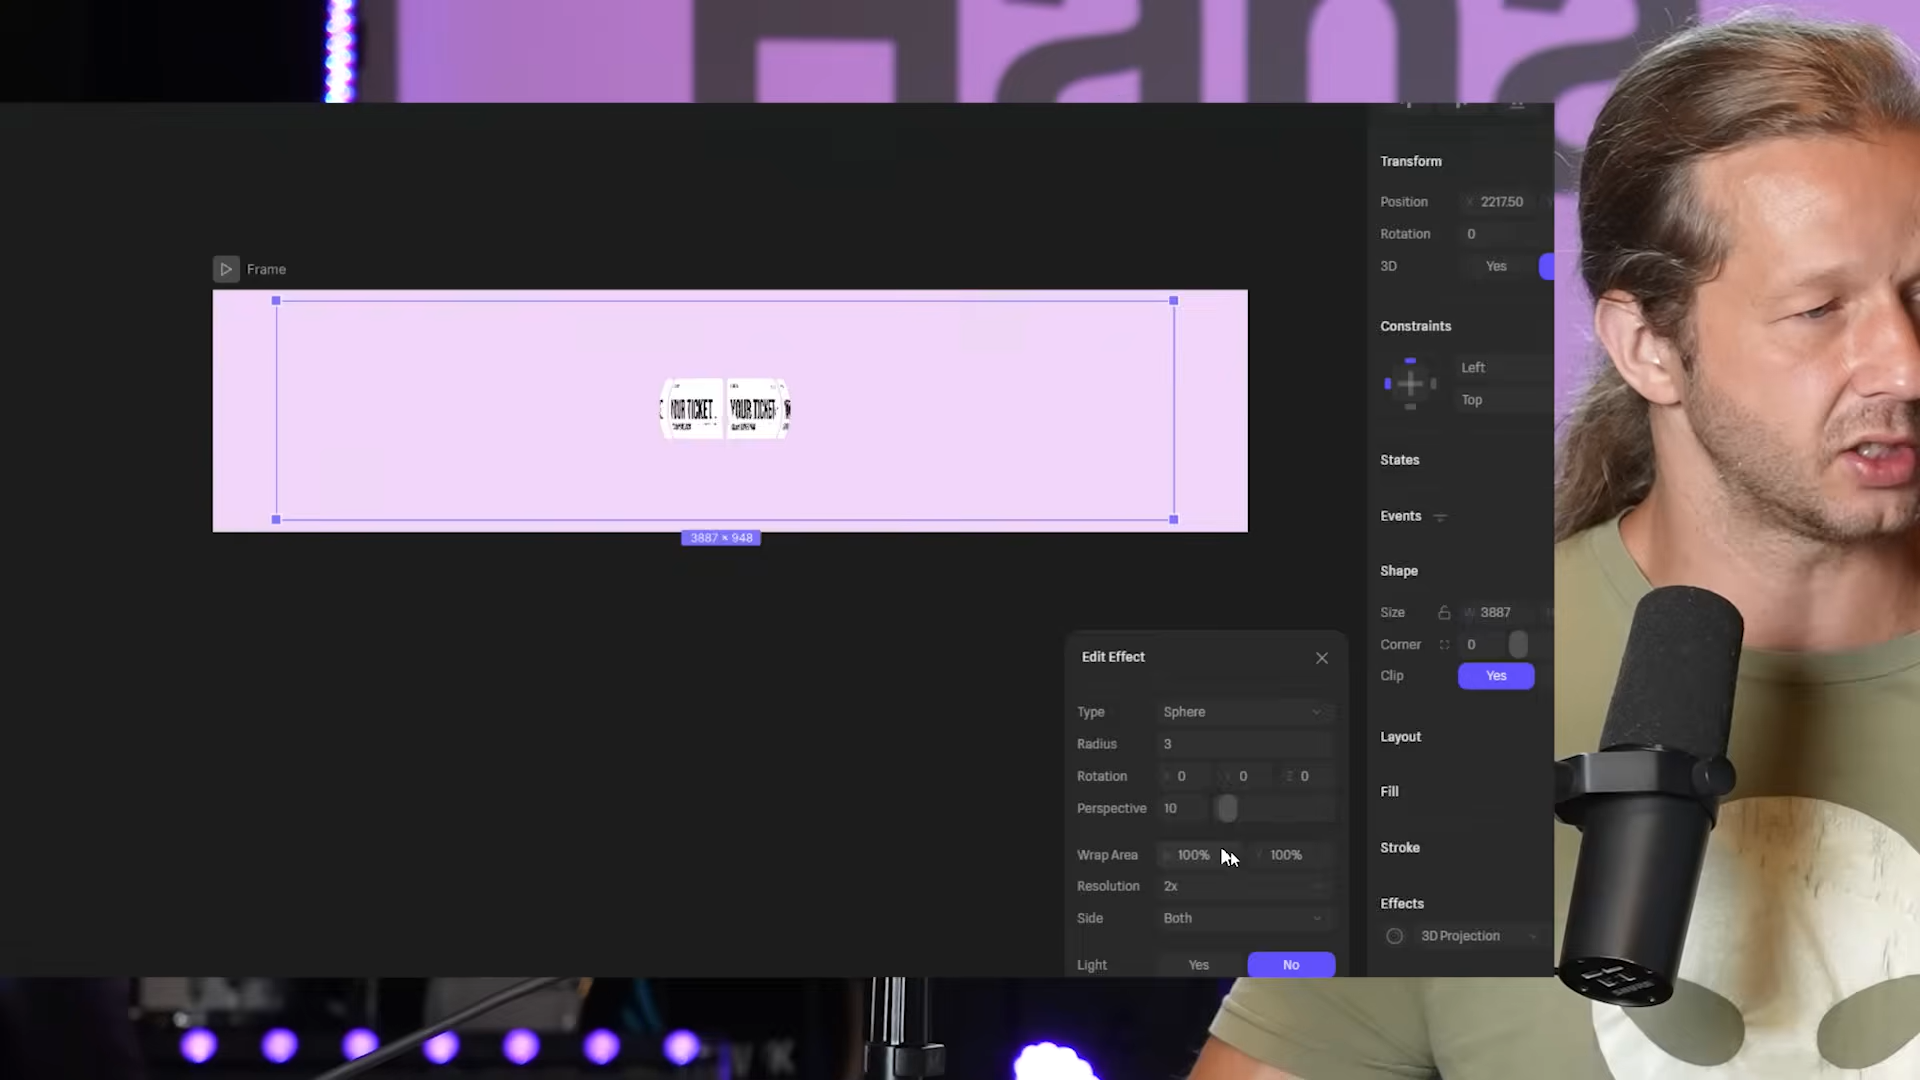 Transform
Position X 2217.50
Rotation 0
3D Yes
Frame
Constraints
Left
Top
YOUR TICKET YOUR TICKET
States
Events
3887 × 948
Shape
Size W 3887
Corner 0
Clip Yes
Edit Effect
Type Sphere
Radius 3
Rotation 0 0 Z 0
Perspective 10
Wrap Area 100% 100%
Resolution 2x
Side Both
Light Yes No
Layout
Fill
Stroke
Effects
3D Projection